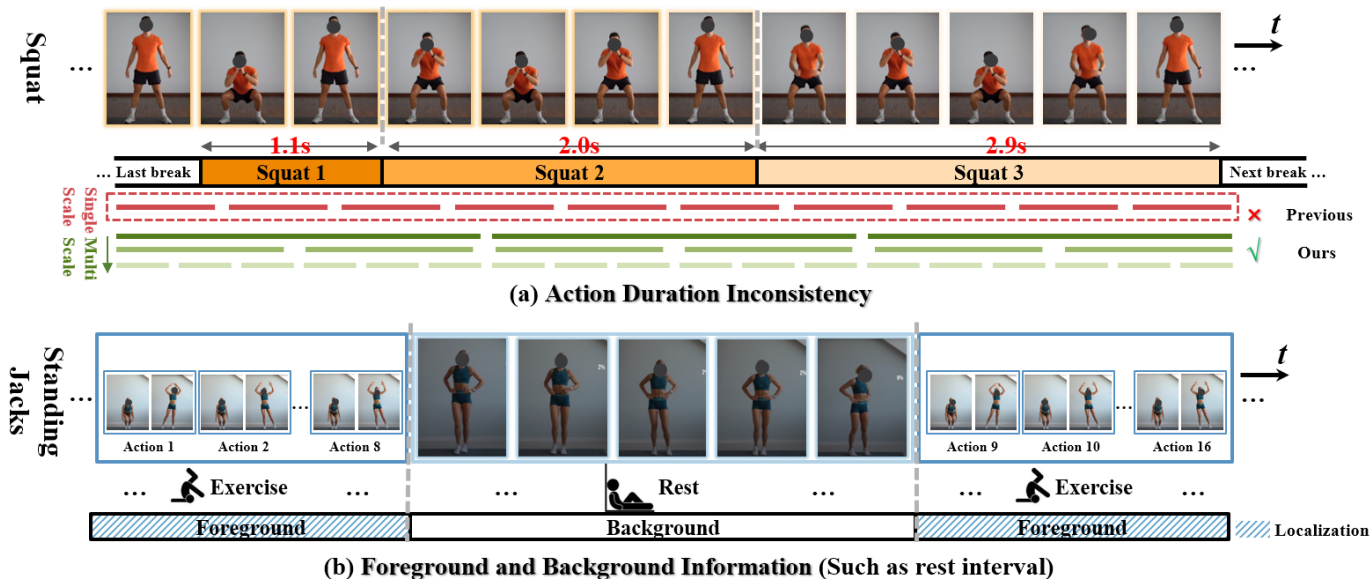 Squat
...
t
...
1.1s
2.0s
2.9s
... Last break
Squat 1
Squat 2
Squat 3
Next break ...
Single
Scale
×
Previous
Multi
Scale
√
Ours
(a) Action Duration Inconsistency
Standing
Jacks
...
...
...
t
...
Action 1
Action 2
Action 8
Action 9
Action 10
Action 16
... Exercise ...
... Rest ...
... Exercise ...
Foreground
Background
Foreground
Localization
(b) Foreground and Background Information (Such as rest interval)